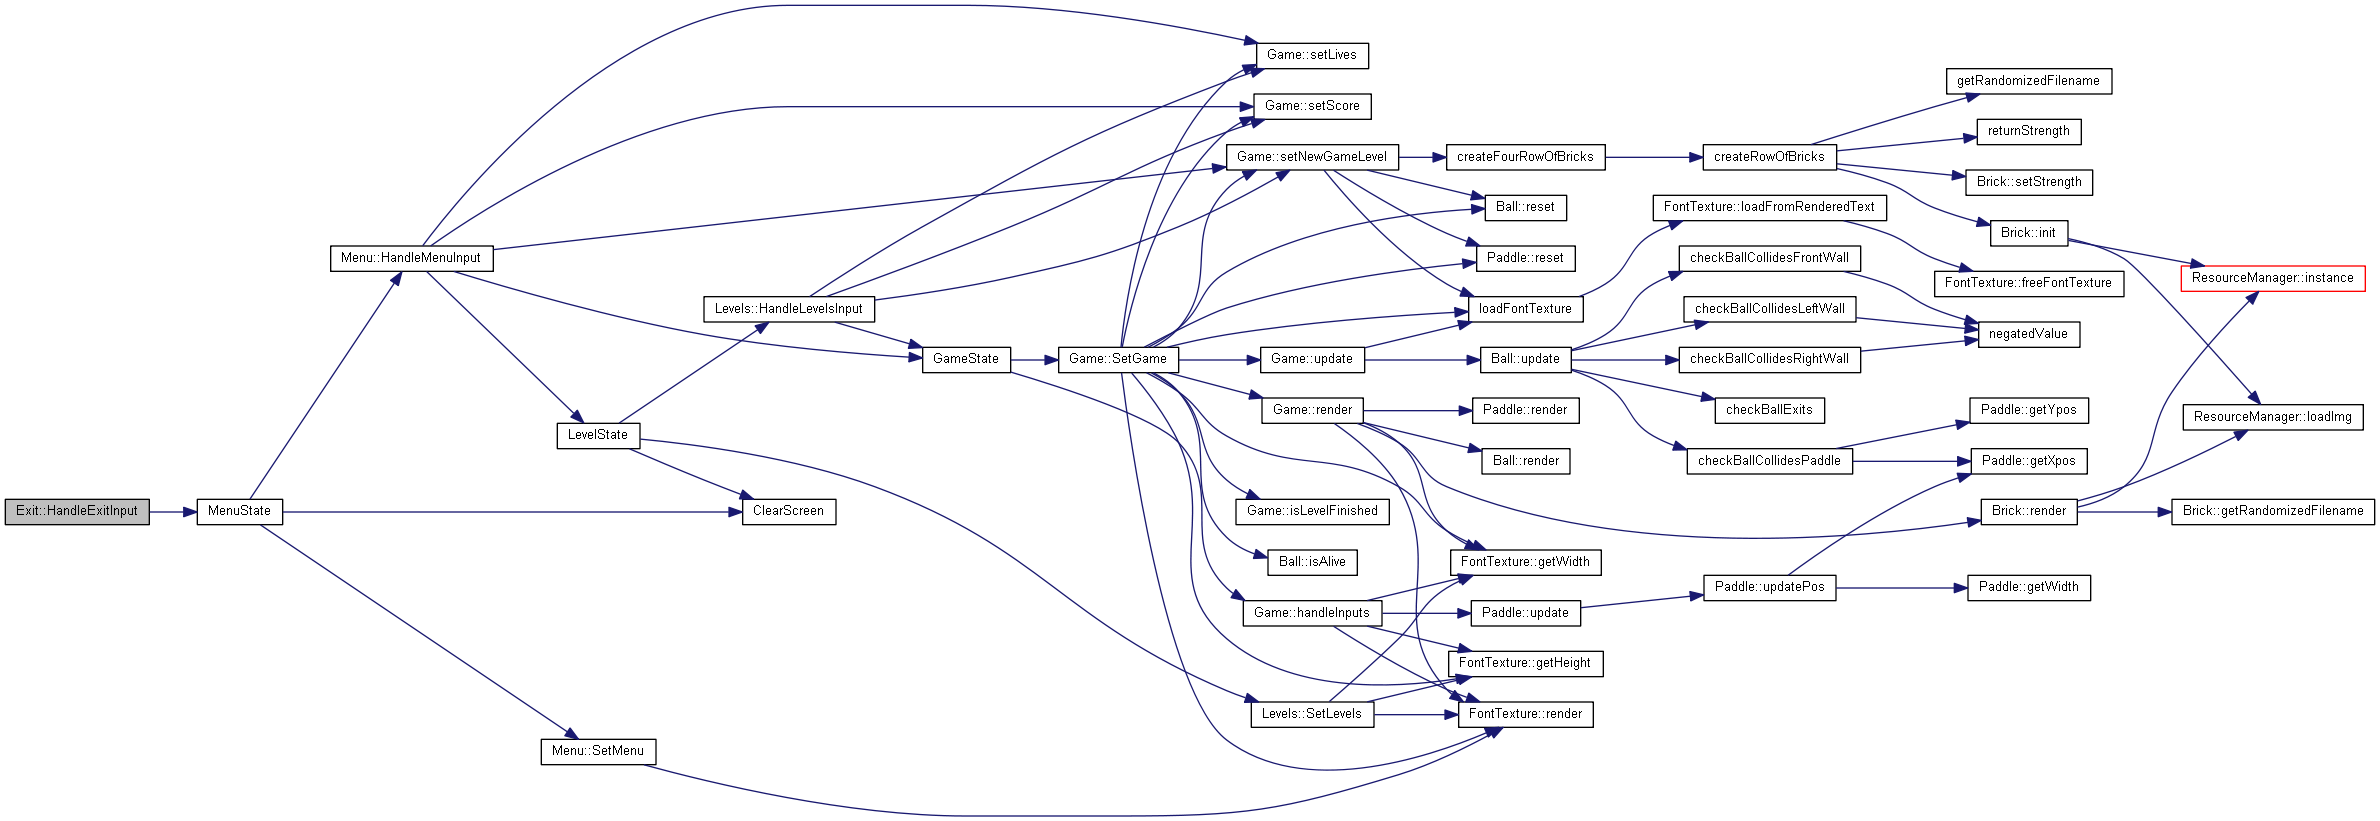 Exit::HandleExitInput
MenuState
Menu::HandleMenuInput
LevelState
Menu::SetMenu
Levels::HandleLevelsInput
ClearScreen
GameState
Game::SetGame
Game::setLives
Game::setScore
Game::setNewGameLevel
Game::update
Game::render
Game::isLevelFinished
Ball::isAlive
Game::handleInputs
Levels::SetLevels
createFourRowOfBricks
Ball::reset
Paddle::reset
loadFontTexture
Ball::update
Paddle::render
Ball::render
FontTexture::getWidth
Paddle::update
FontTexture::getHeight
FontTexture::render
createRowOfBricks
FontTexture::loadFromRenderedText
checkBallCollidesFrontWall
checkBallCollidesLeftWall
checkBallCollidesRightWall
checkBallExits
checkBallCollidesPaddle
Paddle::updatePos
getRandomizedFilename
returnStrength
Brick::setStrength
Brick::init
FontTexture::freeFontTexture
negatedValue
Paddle::getYpos
Paddle::getXpos
Brick::render
Paddle::getWidth
ResourceManager::instance
ResourceManager::loadImg
Brick::getRandomizedFilename